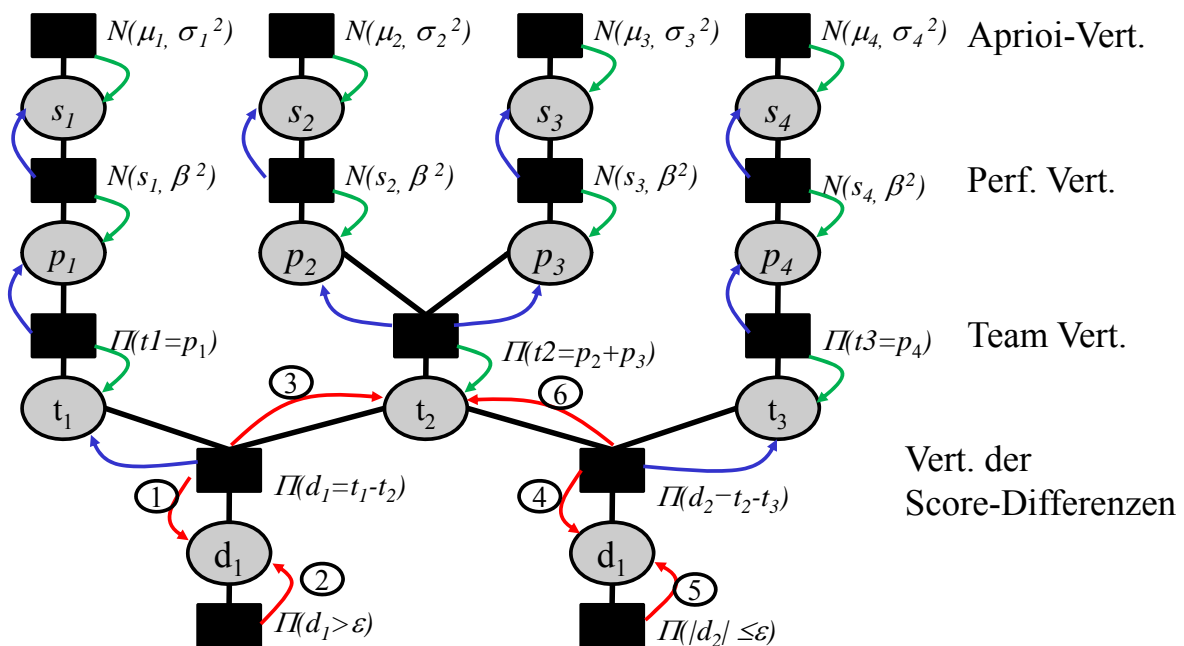 N(μ1, σ1²) N(μ2, σ2²) N(μ3, σ3²) N(μ4, σ4²) Aprioi-Vert.
s1 s2 s3 s4
N(s1, β²) N(s2, β²) N(s3, β²) N(s4, β²) Perf. Vert.
p1 p2 p3 p4
Π(t1=p1) Π(t2=p2+p3) Π(t3=p4) Team Vert.
3 6
t1 t2 t3
Vert. der
1 Π(d1=t1-t2) 4 Π(d2=t2-t3) Score-Differenzen
d1 d1
2 5
Π(d1>ε) Π(|d2| ≤ε)